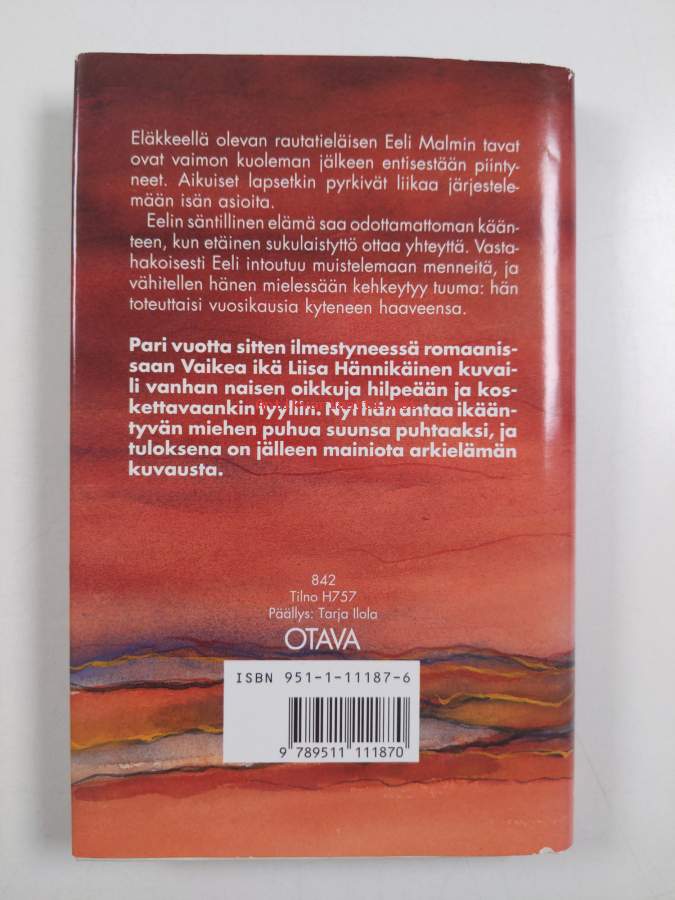 Eläkkeellä olevan rautatieläisen Eeli Malmin tavat
ovat vaimon kuoleman jälkeen entisestään piinty-
neet. Aikuiset lapsetkin pyrkivät liikaa järjestele-
mään isän asioita.
Eelin säntillinen elämä saa odottamattoman kään-
teen, kun etäinen sukulaistyttö ottaa yhteyttä. Vasta-
hakoisesti Eeli intoutuu muistelemaan menneitä, ja
vähitellen hänen mielessään kehkeytyy tuuma: hän
toteuttaisi vuosikausia kyteneen haaveensa.
Pari vuotta sitten ilmestyneessä romaanis-
saan Vaikea ikä Liisa Hännikäinen kuvai-
li vanhan naisen oikkuja hilpeään ja kos-
kettavaankin tyyliin. Nyt hän antaa ikään-
tyvän miehen puhua suunsa puhtaaksi, ja
tuloksena on jälleen mainiota arkielämän
kuvausta.
842
Tilno H757
Päällys: Tarja Ilola
OTAVA
ISBN 951-1-11187-6
9 789511 111870